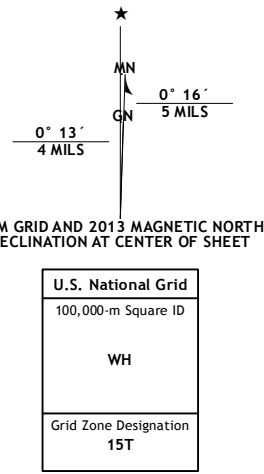 ★
MN
GN
0° 16´
5 MILS
0° 13´
4 MILS
M GRID AND 2013 MAGNETIC NORTH
ECLINATION AT CENTER OF SHEET
U.S. National Grid
100,000-m Square ID
WH
Grid Zone Designation
15T